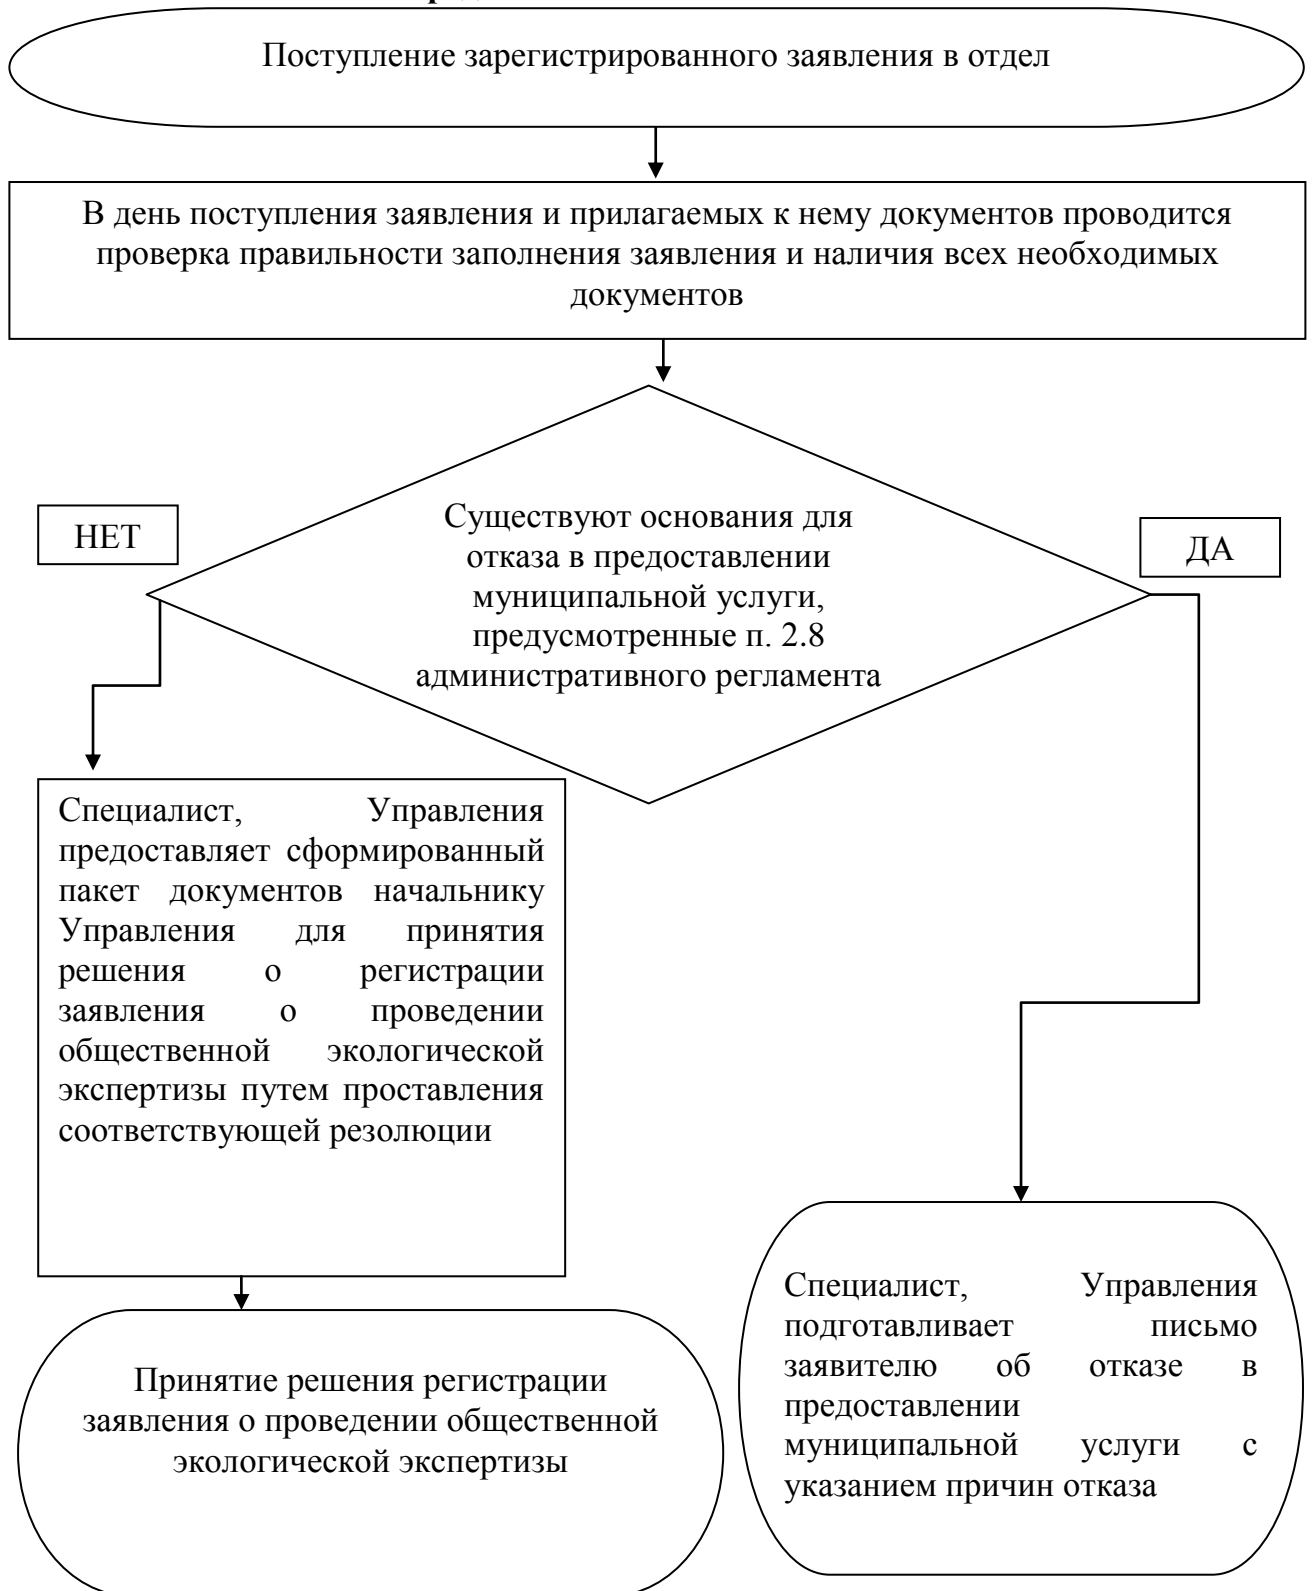 Поступление зарегистрированного заявления в отдел
В день поступления заявления и прилагаемых к нему документов проводится
проверка правильности заполнения заявления и наличия всех необходимых
документов
НЕТ
Существуют основания для
отказа в предоставлении
муниципальной услуги,
предусмотренные п. 2.8
административного регламента
ДА
Специалист, Управления
предоставляет сформированный
пакет документов начальнику
Управления для принятия
решения о регистрации
заявления о проведении
общественной экологической
экспертизы путем проставления
соответствующей резолюции
Принятие решения регистрации
заявления о проведении общественной
экологической экспертизы
Специалист, Управления
подготавливает письмо
заявителю об отказе в
предоставлении
муниципальной услуги с
указанием причин отказа